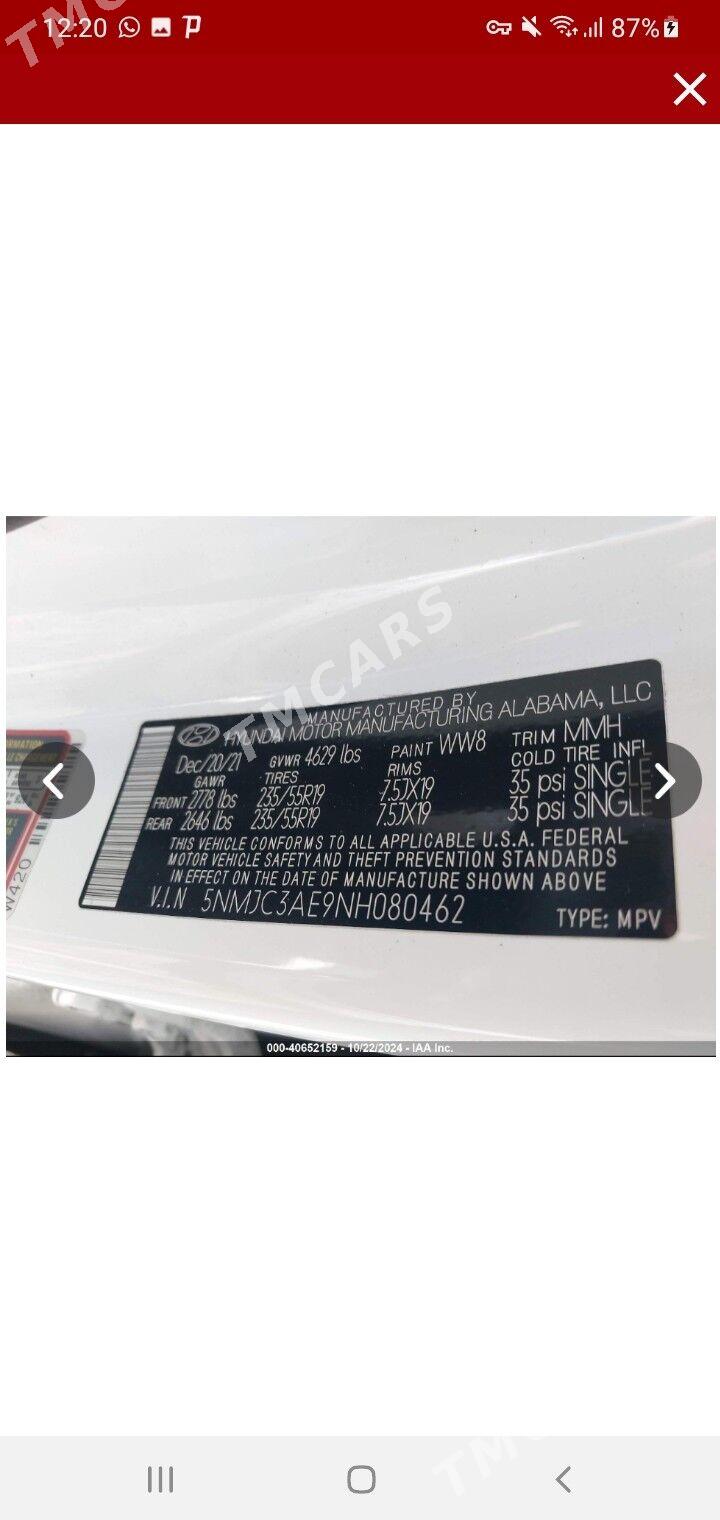 TMCARS
12:20
87%
MANUFACTURED BY
HYUNDAI MOTOR MANUFACTURING ALABAMA, LLC
Dec/20/21 GVWR 4629 lbs PAINT WW8 TRIM MMH
GAWR TIRES RIMS COLD TIRE INFL
FRONT 2778 lbs 235/55R19 7.5JX19 35 psi SINGLE
REAR 2646 lbs 235/55R19 7.5JX19 35 psi SINGLE
THIS VEHICLE CONFORMS TO ALL APPLICABLE U.S.A. FEDERAL
MOTOR VEHICLE SAFETY AND THEFT PREVENTION STANDARDS
IN EFFECT ON THE DATE OF MANUFACTURE SHOWN ABOVE
V.I.N 5NMJC3AE9NH080462 TYPE: MPV
W420
TMCARS
000-40652159 - 10/22/2024 - IAA Inc.